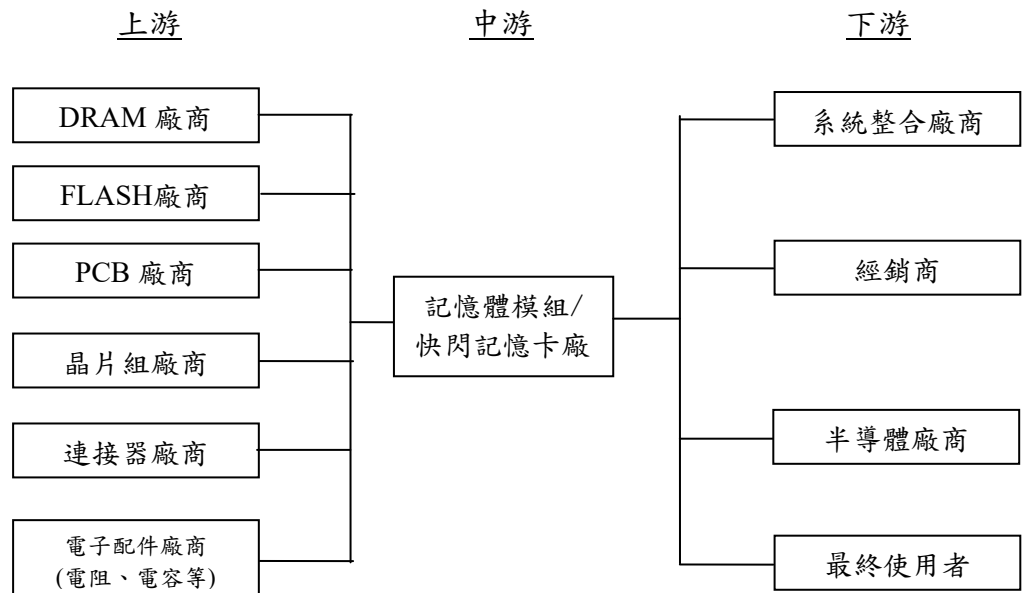 上游
中游
下游
DRAM 廠商
FLASH廠商
PCB 廠商
晶片組廠商
連接器廠商
電子配件廠商
(電阻、電容等)
記憶體模組/
快閃記憶卡廠
系統整合廠商
經銷商
半導體廠商
最終使用者